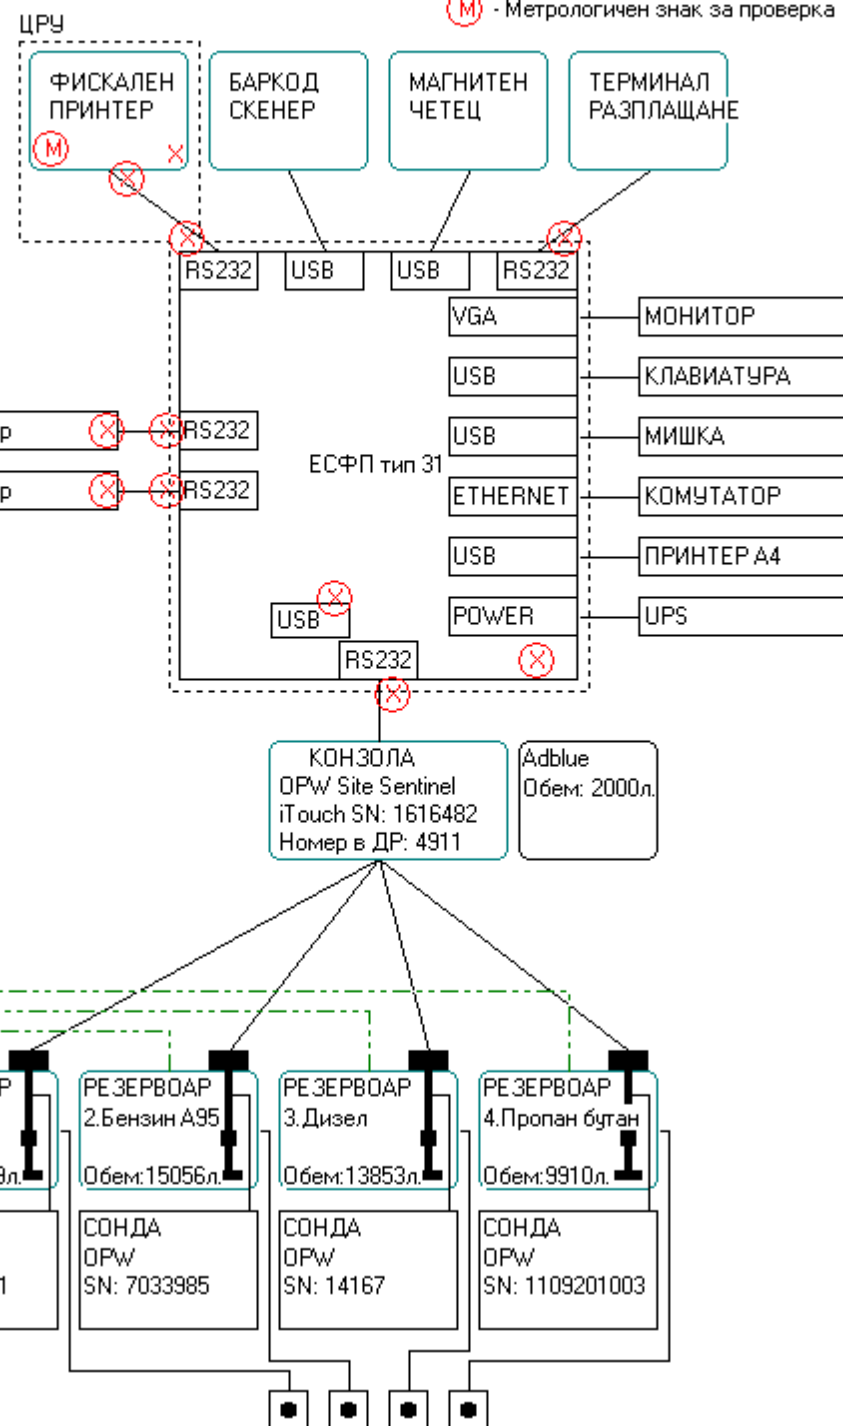 М - Метрологичен знак за проверка
ЦРУ
ФИСКАЛЕН
ПРИНТЕР
М
X
X
БАРКОД
СКЕНЕР
МАГНИТЕН
ЧЕТЕЦ
ТЕРМИНАЛ
РАЗПЛАЩАНЕ
X
X
RS232
USB
USB
RS232
VGA
МОНИТОР
USB
КЛАВИАТУРА
р
X
X
RS232
USB
МИШКА
ЕСФП тип 31
р
X
X
RS232
ETHERNET
КОМУТАТОР
USB
ПРИНТЕР А4
X
USB
POWER
UPS
RS232
X
X
КОНЗОЛА
OPW Site Sentinel
iTouch SN: 1616482
Номер в ДР: 4911
Adblue
Обем: 2000л.
Р
9л.
РЕЗЕРВОАР
2.Бензин А95
Обем:15056л.
РЕЗЕРВОАР
3.Дизел
Обем:13853л.
РЕЗЕРВОАР
4.Пропан бутан
Обем:9910л.
1
СОНДА
OPW
SN: 7033985
СОНДА
OPW
SN: 14167
СОНДА
OPW
SN: 1109201003